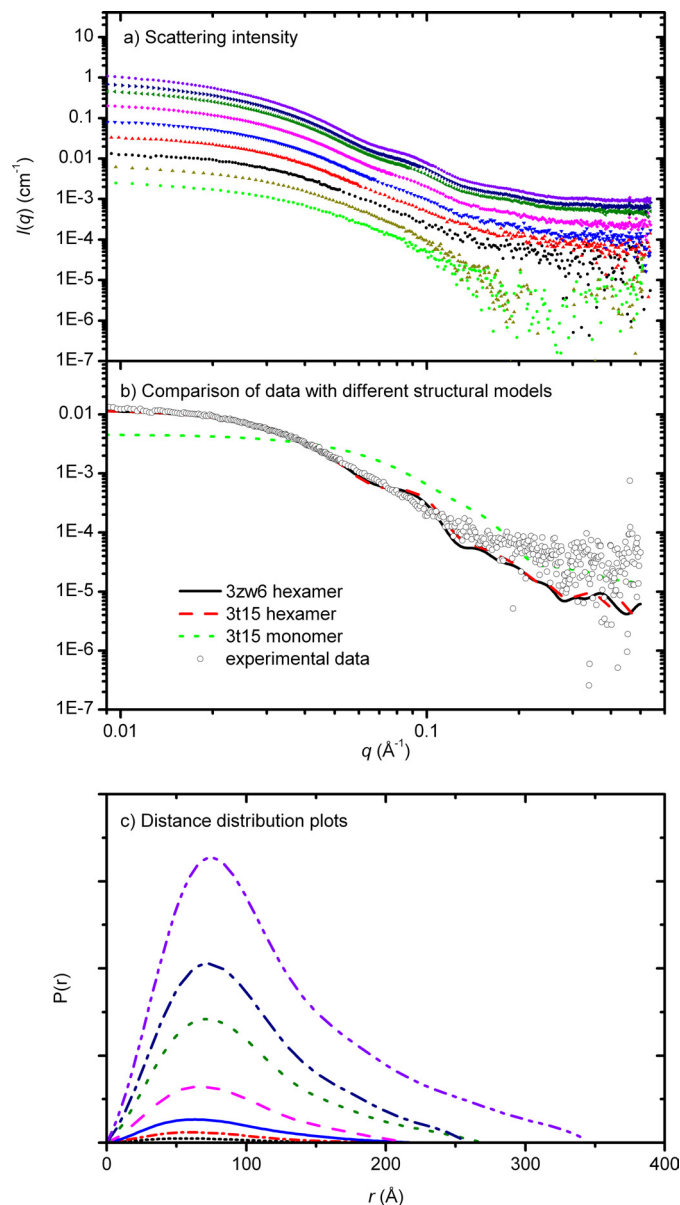 a) Scattering intensity
10
1
0.1
0.01
1E-3
1E-4
1E-5
1E-6
1E-7
I(q) (cm⁻¹)
b) Comparison of data with different structural models
0.01
1E-3
1E-4
1E-5
1E-6
1E-7
3zw6 hexamer
3t15 hexamer
3t15 monomer
experimental data
0.01 0.1
q (Å⁻¹)
c) Distance distribution plots
P(r)
0 100 200 300 400
r (Å)